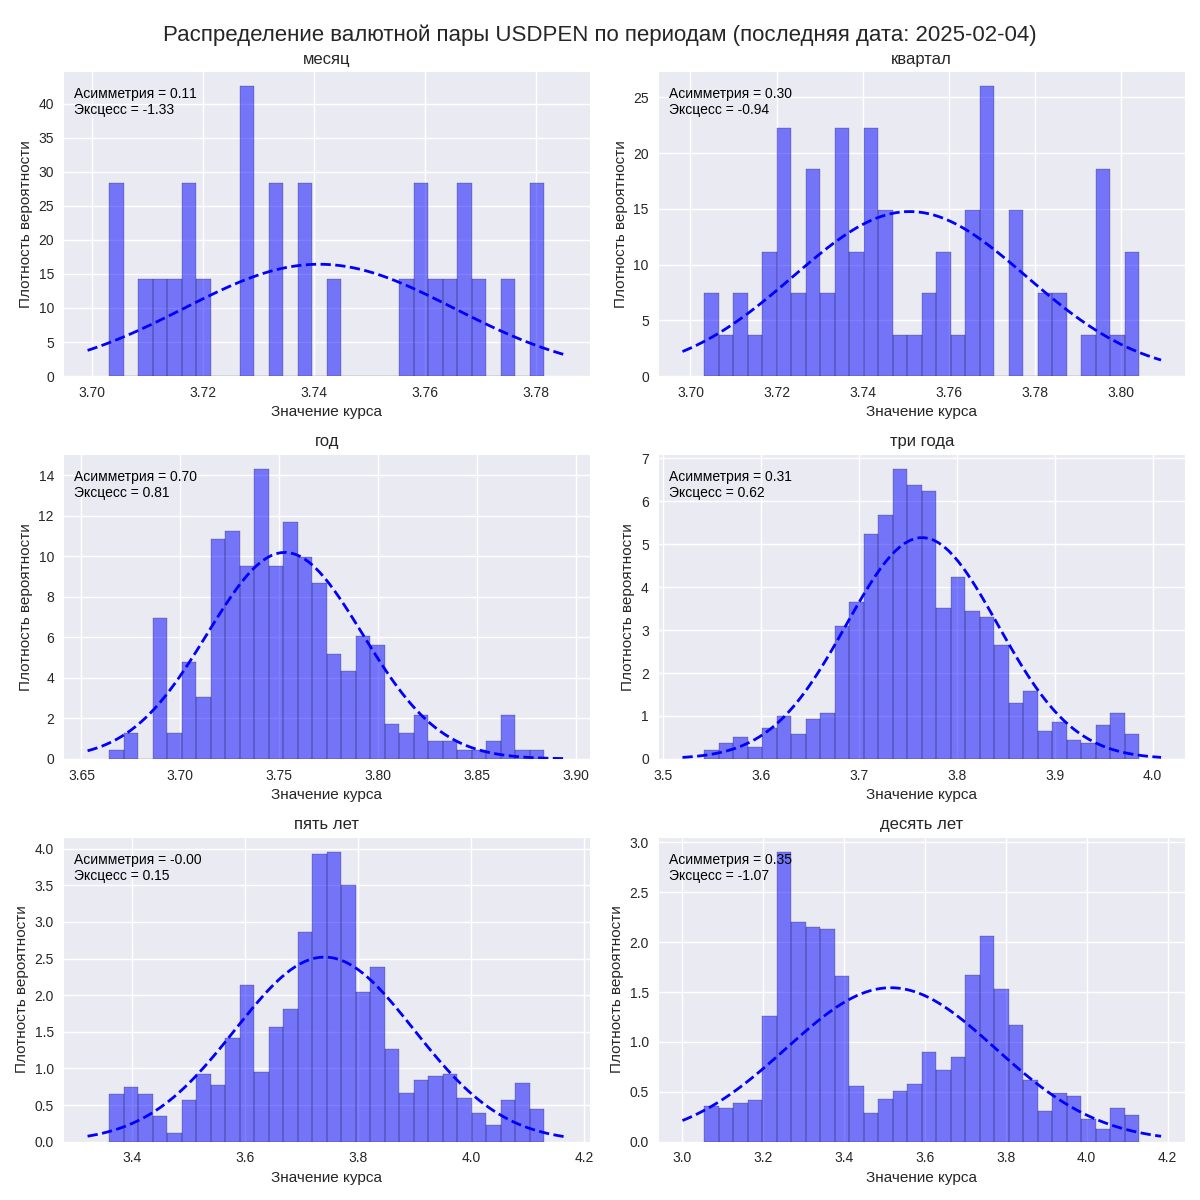 Распределение валютной пары USDPEN по периодам (последняя дата: 2025-02-04)
месяц
Асимметрия = 0.11
Эксцесс = -1.33
Плотность вероятности
40
35
30
25
20
15
10
5
0
3.70 3.72 3.74 3.76 3.78
Значение курса
квартал
Асимметрия = 0.30
Эксцесс = -0.94
Плотность вероятности
25
20
15
10
5
0
3.70 3.72 3.74 3.76 3.78 3.80
Значение курса
год
Асимметрия = 0.70
Эксцесс = 0.81
Плотность вероятности
14
12
10
8
6
4
2
0
3.65 3.70 3.75 3.80 3.85 3.90
Значение курса
три года
Асимметрия = 0.31
Эксцесс = 0.62
Плотность вероятности
7
6
5
4
3
2
1
0
3.5 3.6 3.7 3.8 3.9 4.0
Значение курса
пять лет
Асимметрия = -0.00
Эксцесс = 0.15
Плотность вероятности
4.0
3.5
3.0
2.5
2.0
1.5
1.0
0.5
0.0
3.4 3.6 3.8 4.0 4.2
Значение курса
десять лет
Асимметрия = 0.35
Эксцесс = -1.07
Плотность вероятности
3.0
2.5
2.0
1.5
1.0
0.5
0.0
3.0 3.2 3.4 3.6 3.8 4.0 4.2
Значение курса